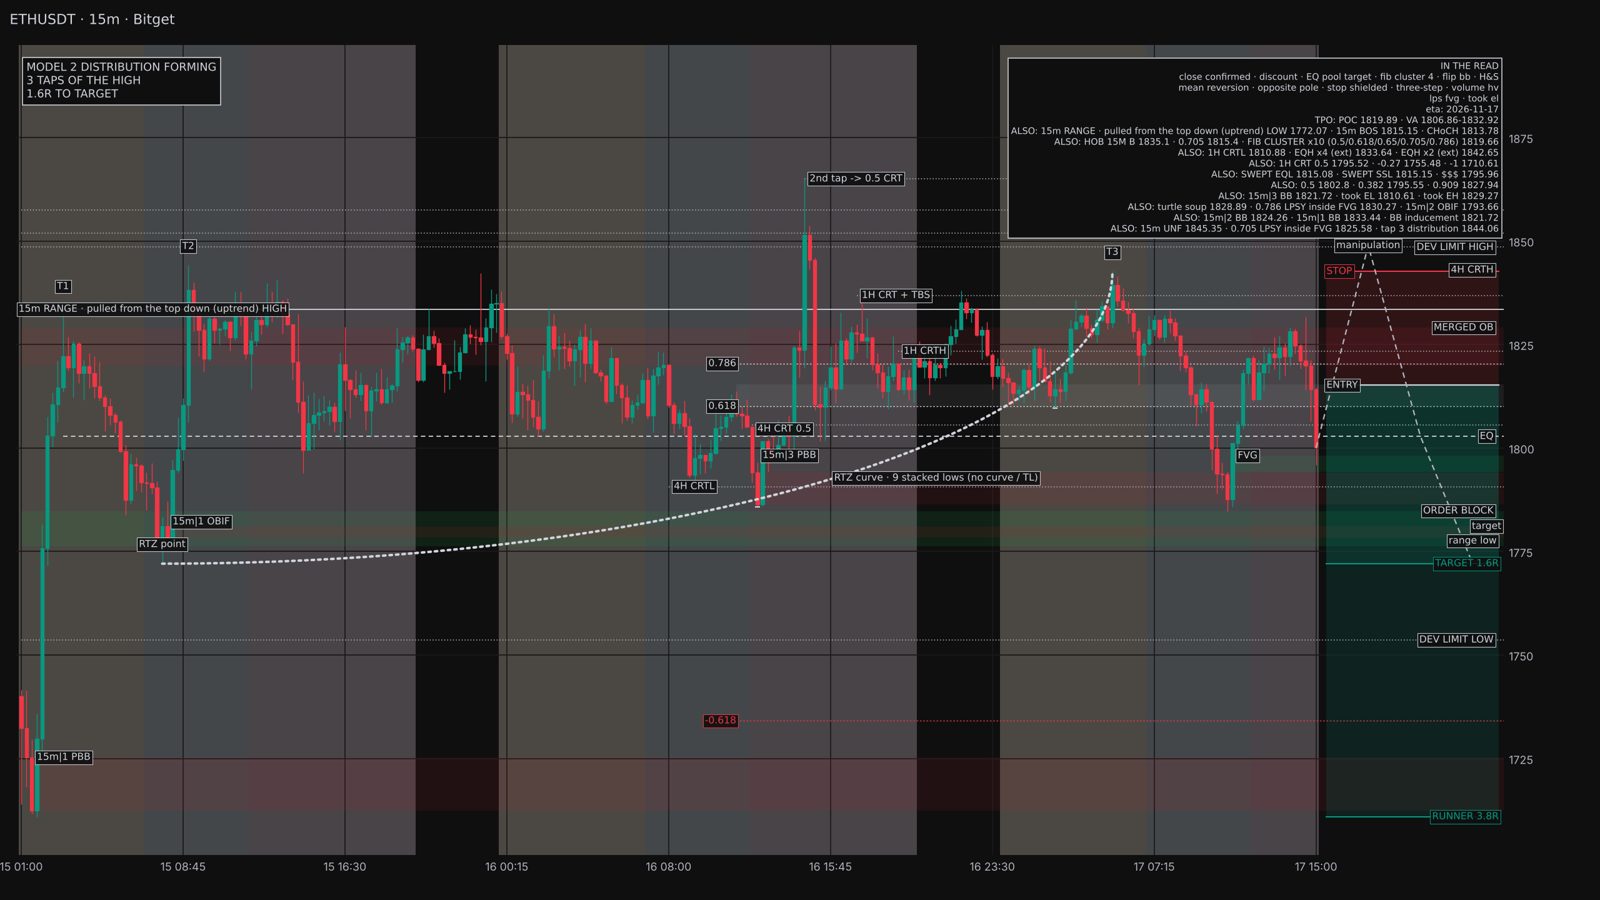 ETHUSDT · 15m · Bitget
MODEL 2 DISTRIBUTION FORMING
3 TAPS OF THE HIGH
1.6R TO TARGET
IN THE READ
close confirmed · discount · EQ pool target · fib cluster 4 · flip bb · H&S
mean reversion · opposite pole · stop shielded · three-step · volume hv
lps fvg · took el
eta: 2026-11-17
TPO: POC 1819.89 · VA 1806.86-1832.92
ALSO: 15m RANGE · pulled from the top down (uptrend) LOW 1772.07 · 15m BOS 1815.15 · CHoCH 1813.78
ALSO: HOB 15M B 1835.1 · 0.705 1815.4 · FIB CLUSTER x10 (0.5/0.618/0.65/0.705/0.786) 1819.66
ALSO: 1H CRTL 1810.88 · EQH x4 (ext) 1833.64 · EQH x2 (ext) 1842.65
ALSO: 1H CRT 0.5 1795.52 · -0.27 1755.48 · -1 1710.61
ALSO: SWEPT EQL 1815.08 · SWEPT SSL 1815.15 · $$$ 1795.96
ALSO: 0.5 1802.8 · 0.382 1795.55 · 0.909 1827.94
ALSO: 15m|3 BB 1821.72 · took EL 1810.61 · took EH 1829.27
ALSO: turtle soup 1828.89 · 0.786 LPSY inside FVG 1830.27 · 15m|2 OBIF 1793.66
ALSO: 15m|2 BB 1824.26 · 15m|1 BB 1833.44 · BB inducement 1821.72
ALSO: 15m UNF 1845.35 · 0.705 LPSY inside FVG 1825.58 · tap 3 distribution 1844.06
1875
1850
1825
1800
1775
1750
1725
2nd tap -> 0.5 CRT
T2
T3
manipulation
DEV LIMIT HIGH
STOP
4H CRTH
T1
1H CRT + TBS
15m RANGE · pulled from the top down (uptrend) HIGH
MERGED OB
1H CRTH
0.786
ENTRY
0.618
4H CRT 0.5
EQ
15m|3 PBB
FVG
RTZ curve · 9 stacked lows (no curve / TL)
4H CRTL
ORDER BLOCK
15m|1 OBIF
target
RTZ point
range low
TARGET 1.6R
DEV LIMIT LOW
-0.618
15m|1 PBB
RUNNER 3.8R
15 01:00
15 08:45
15 16:30
16 00:15
16 08:00
16 15:45
16 23:30
17 07:15
17 15:00